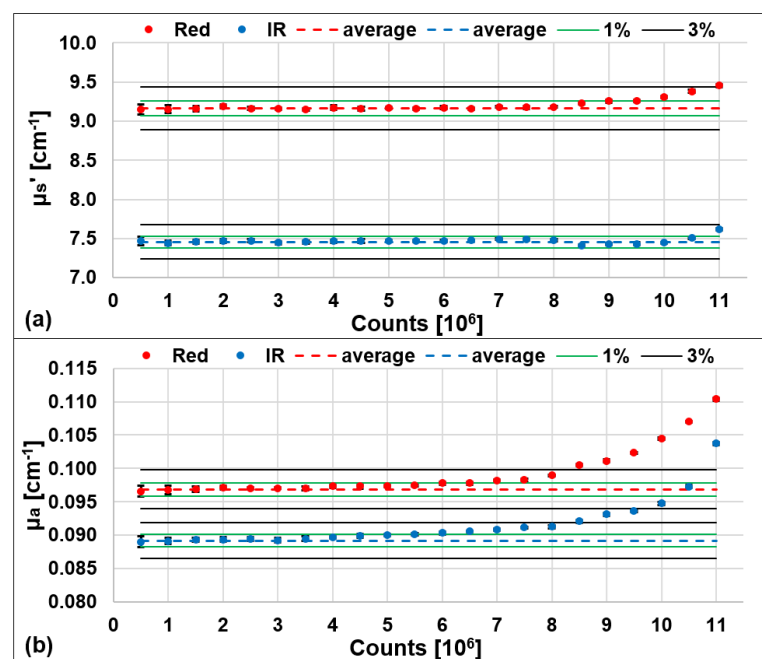 Red IR average average 1% 3%
10.0
9.5
9.0
8.5
8.0
7.5
7.0
μs' [cm⁻¹]
0 1 2 3 4 5 6 7 8 9 10 11
(a) Counts [10⁶]
Red IR average average 1% 3%
0.115
0.110
0.105
0.100
0.095
0.090
0.085
0.080
μa [cm⁻¹]
0 1 2 3 4 5 6 7 8 9 10 11
(b) Counts [10⁶]